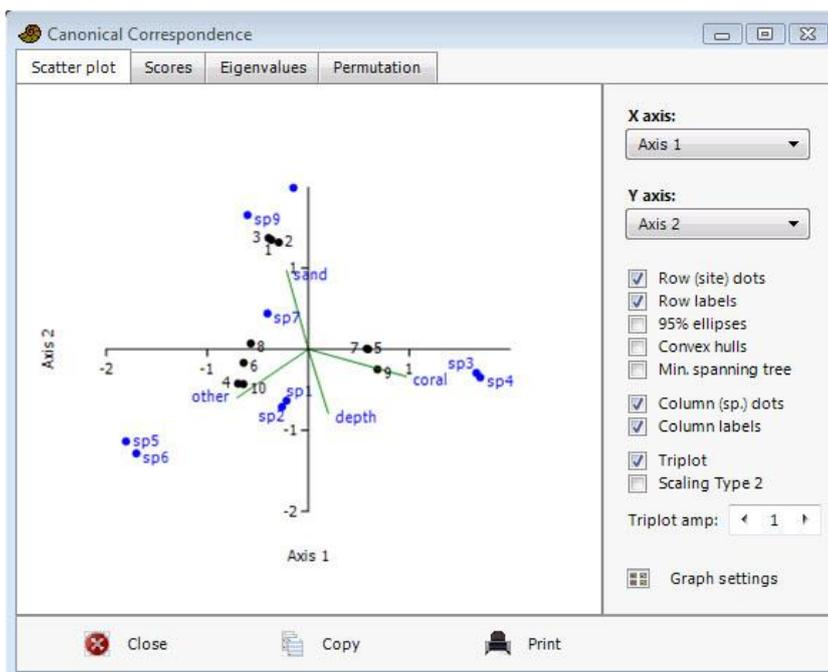 Canonical Correspondence
Scatter plot Scores Eigenvalues Permutation
X axis:
Axis 1
Y axis:
Axis 2
Row (site) dots
Row labels
95% ellipses
Convex hulls
Min. spanning tree
Column (sp.) dots
Column labels
Triplot
Scaling Type 2
Triplot amp: 1
Graph settings
sp9
3 2
1
1
sand
sp7
8 7 5
-2 -1 1
6 9 sp3
4 10 coral sp4
other sp1
sp2 depth
-1
sp5
sp6
-2
Axis 2
Axis 1
Close Copy Print